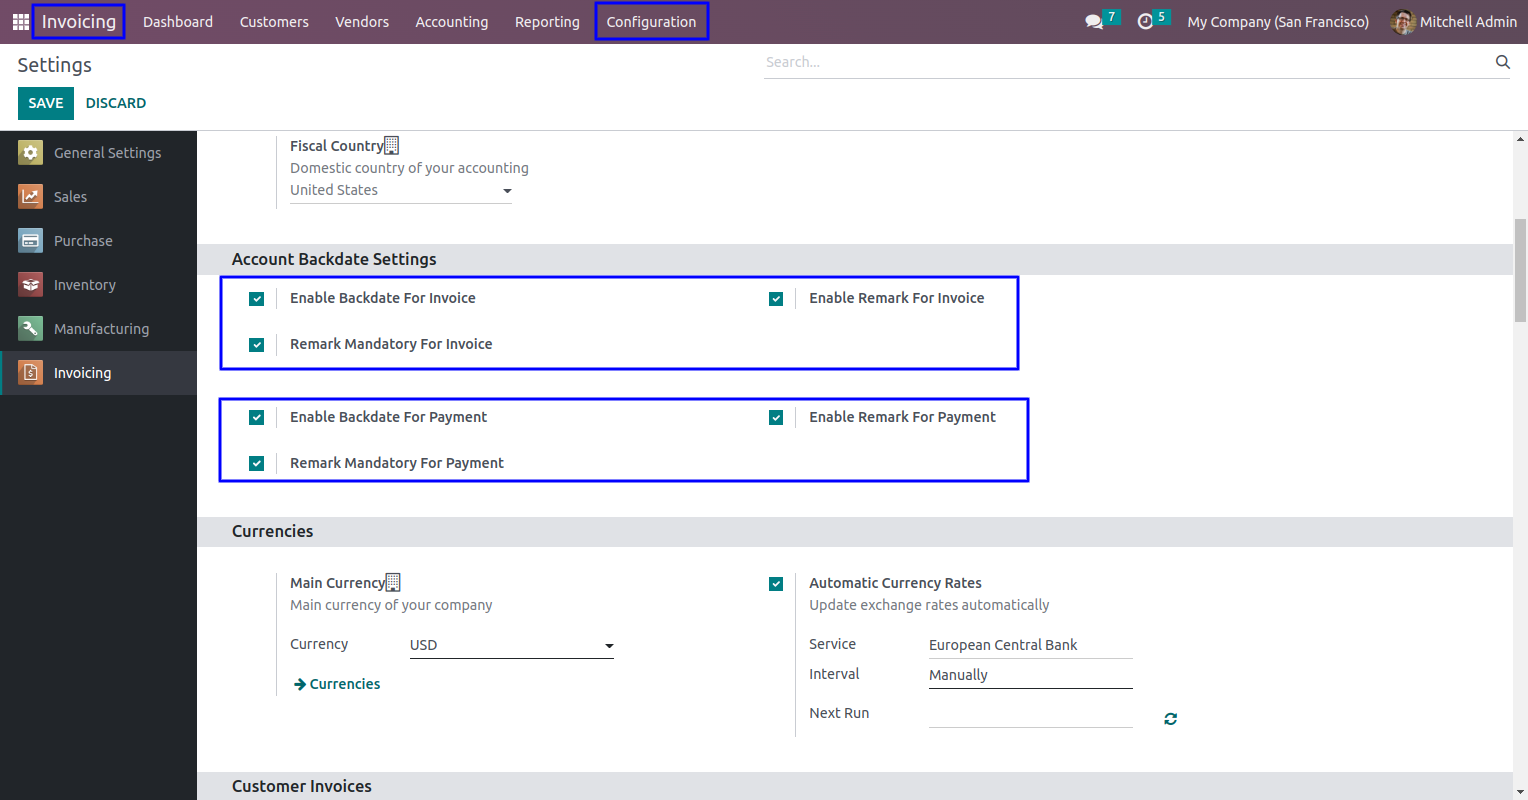 Invoicing Dashboard Customers Vendors Accounting Reporting Configuration 7 5 My Company (San Francisco) Mitchell Admin
Settings
Search...
SAVE DISCARD
General Settings
Sales
Purchase
Inventory
Manufacturing
Invoicing
Fiscal Country
Domestic country of your accounting
United States
Account Backdate Settings
Enable Backdate For Invoice Enable Remark For Invoice
Remark Mandatory For Invoice
Enable Backdate For Payment Enable Remark For Payment
Remark Mandatory For Payment
Currencies
Main Currency
Main currency of your company
Currency USD
Currencies
Automatic Currency Rates
Update exchange rates automatically
Service European Central Bank
Interval Manually
Next Run
Customer Invoices